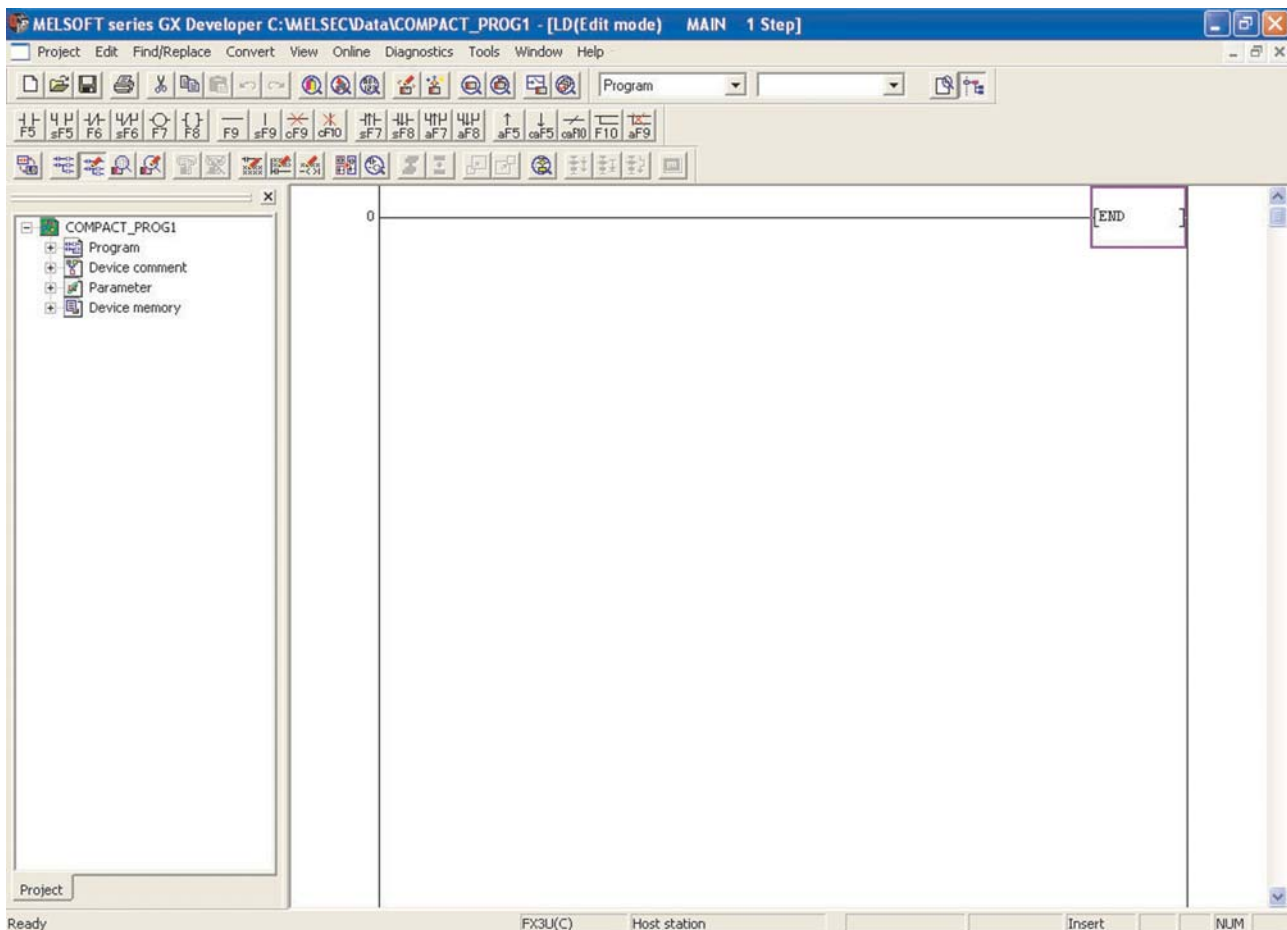 MELSOFT series GX Developer C:\MELSEC\Data\COMPACT_PROG1 - [LD(Edit mode) MAIN 1 Step]
Project Edit Find/Replace Convert View Online Diagnostics Tools Window Help
Program
F5 sF5 F6 sF6 F7 F8 F9 sF9 cF9 cF10 sF7 sF8 aF7 aF8 aF5 caF5 caF10 F10 aF9
0 [END ]
COMPACT_PROG1
Program
Device comment
Parameter
Device memory
Project
Ready FX3U(C) Host station Insert NUM